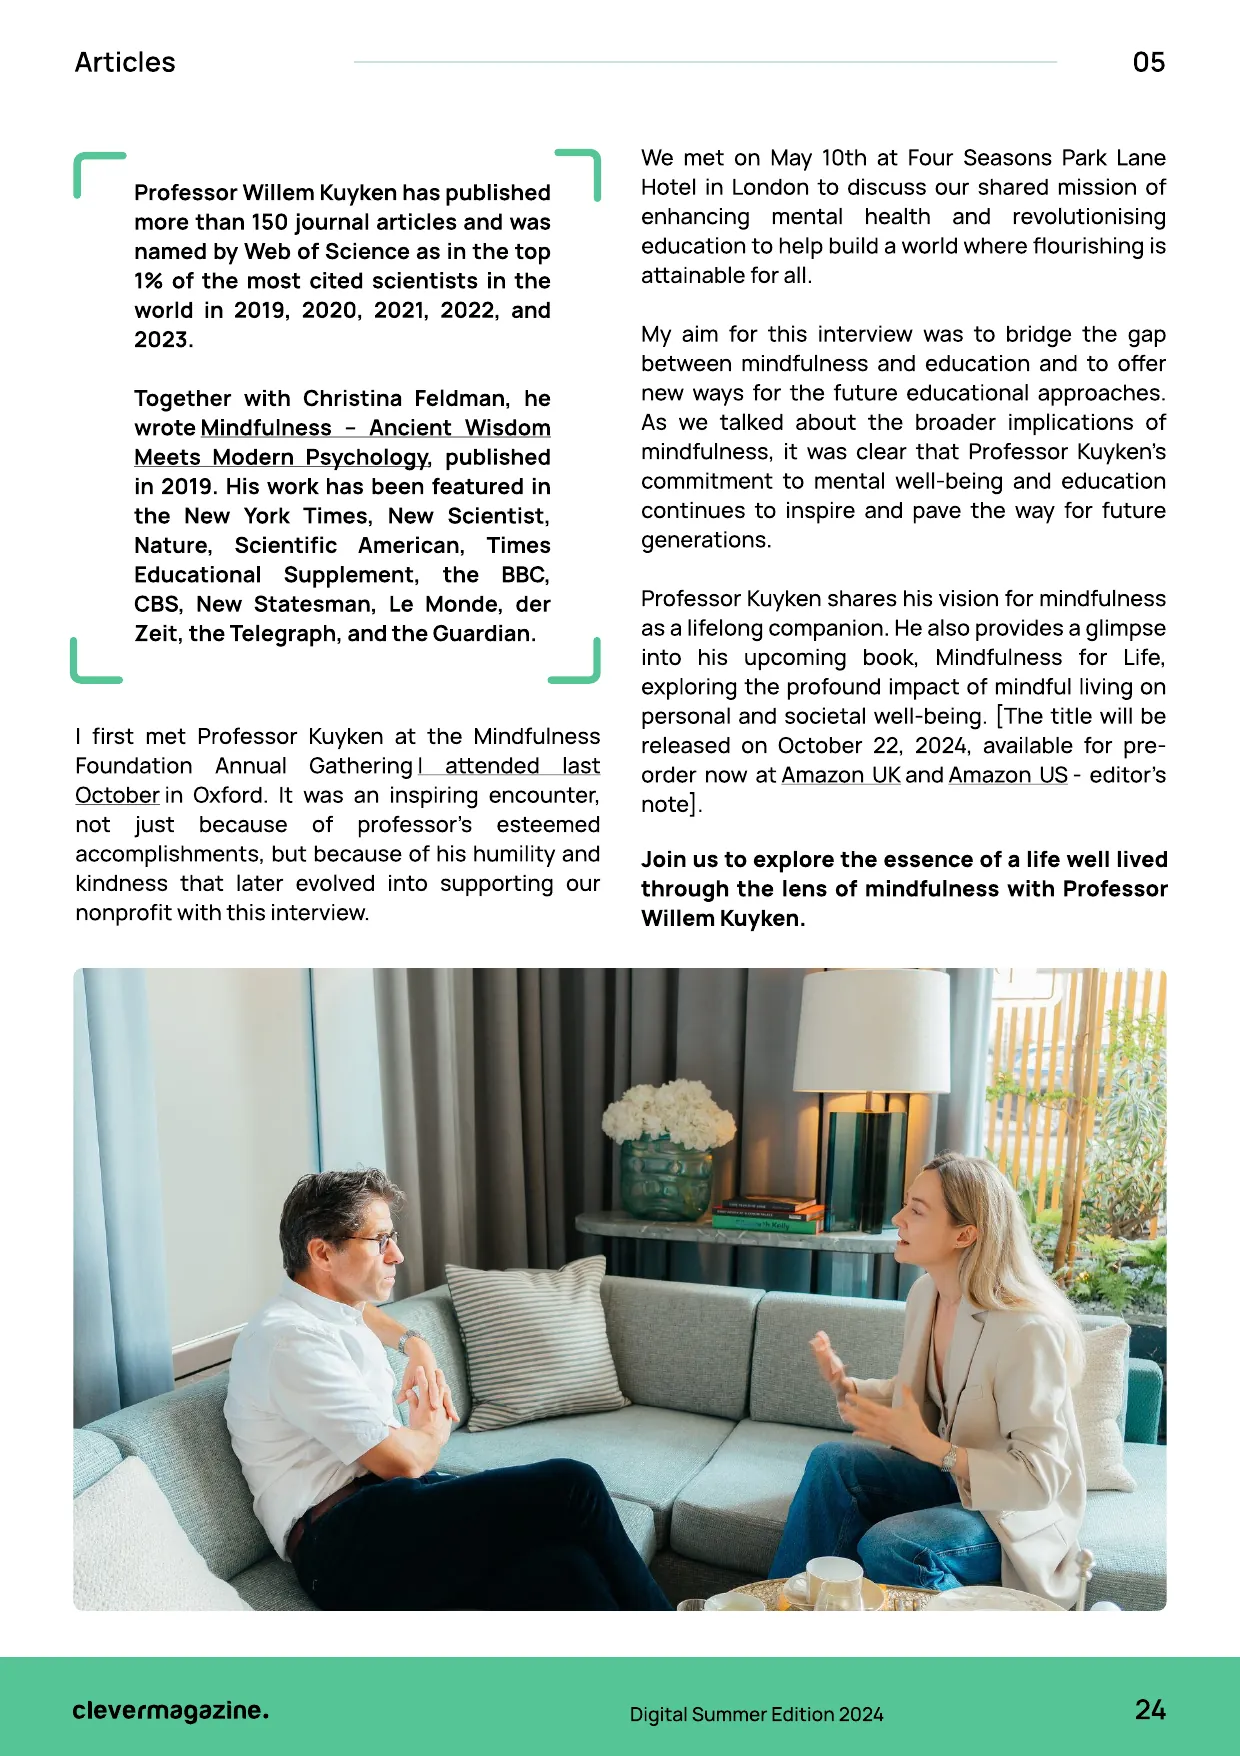 Articles
05
Professor Willem Kuyken has published
more than 150 journal articles and was
named by Web of Science as in the top
1% of the most cited scientists in the
world in 2019, 2020, 2021, 2022, and
2023.
Together with Christina Feldman, he
wrote Mindfulness – Ancient Wisdom
Meets Modern Psychology, published
in 2019. His work has been featured in
the New York Times, New Scientist,
Nature, Scientific American, Times
Educational Supplement, the BBC,
CBS, New Statesman, Le Monde, der
Zeit, the Telegraph, and the Guardian.
I first met Professor Kuyken at the Mindfulness
Foundation Annual Gathering I attended last
October in Oxford. It was an inspiring encounter,
not just because of professor's esteemed
accomplishments, but because of his humility and
kindness that later evolved into supporting our
nonprofit with this interview.
We met on May 10th at Four Seasons Park Lane
Hotel in London to discuss our shared mission of
enhancing mental health and revolutionising
education to help build a world where flourishing is
attainable for all.
My aim for this interview was to bridge the gap
between mindfulness and education and to offer
new ways for the future educational approaches.
As we talked about the broader implications of
mindfulness, it was clear that Professor Kuyken's
commitment to mental well-being and education
continues to inspire and pave the way for future
generations.
Professor Kuyken shares his vision for mindfulness
as a lifelong companion. He also provides a glimpse
into his upcoming book, Mindfulness for Life,
exploring the profound impact of mindful living on
personal and societal well-being. [The title will be
released on October 22, 2024, available for pre-
order now at Amazon UK and Amazon US - editor's
note].
Join us to explore the essence of a life well lived
through the lens of mindfulness with Professor
Willem Kuyken.
Kelly
clevermagazine.
Digital Summer Edition 2024
24